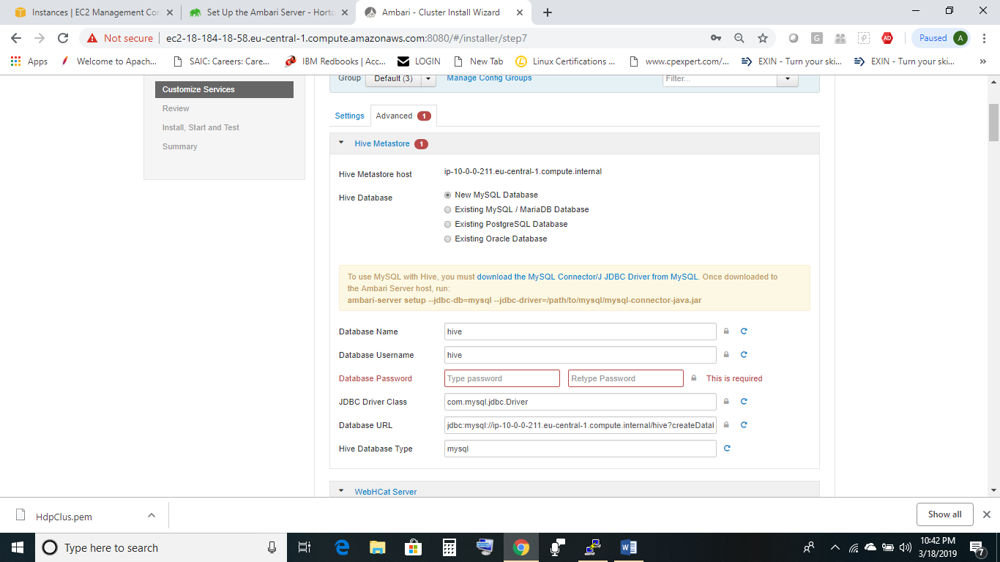 Instances | EC2 Management Con
Set Up the Ambari Server - Horto
Ambari - Cluster Install Wizard
Not secure | ec2-18-184-18-58.eu-central-1.compute.amazonaws.com:8080/#/installer/step7
G
AD
Paused A
Apps Welcome to Apach... SAIC: Careers: Care... IBM Redbooks | Acc... LOGIN New Tab Linux Certifications ... www.cpexpert.com/... EXIN - Turn your ski... EXIN - Turn your ski... »
Customize Services
Review
Install, Start and Test
Summary
Group Default (3) Manage Config Groups Filter...
Settings Advanced 1
Hive Metastore 1
Hive Metastore host ip-10-0-0-211.eu-central-1.compute.internal
Hive Database New MySQL Database
Existing MySQL / MariaDB Database
Existing PostgreSQL Database
Existing Oracle Database
To use MySQL with Hive, you must download the MySQL Connector/J JDBC Driver from MySQL. Once downloaded to
the Ambari Server host, run:
ambari-server setup --jdbc-db=mysql --jdbc-driver=/path/to/mysql/mysql-connector-java.jar
Database Name hive
Database Username hive
Database Password Type password Retype Password This is required
JDBC Driver Class com.mysql.jdbc.Driver
Database URL jdbc:mysql://ip-10-0-0-211.eu-central-1.compute.internal/hive?createDatal
Hive Database Type mysql
WebHCat Server
HdpClus.pem
Show all
Type here to search
10:42 PM
3/18/2019
7